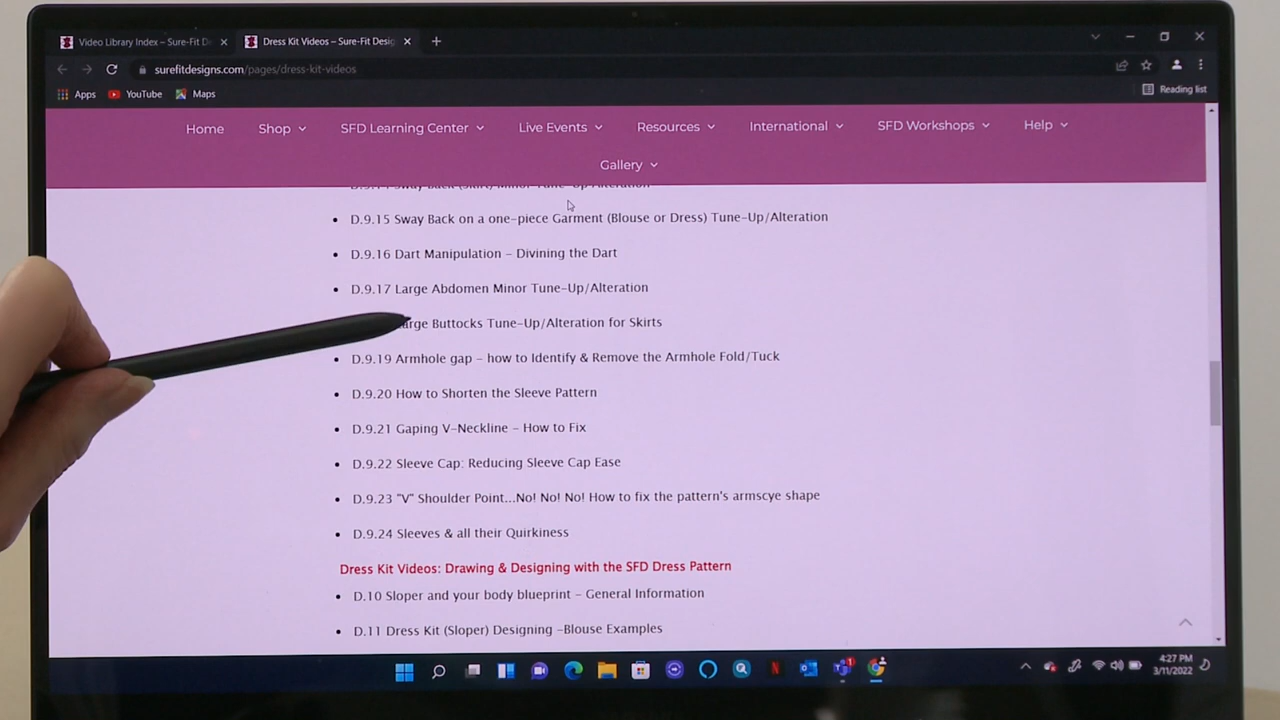 Video Library Index – Sure-Fit D
Dress Kit Videos – Sure-Fit Desig
surefitdesigns.com/pages/dress-kit-videos
Apps YouTube Maps
Reading list
Home Shop SFD Learning Center Live Events Resources International SFD Workshops Help
Gallery
D.9.15 Sway Back on a one-piece Garment (Blouse or Dress) Tune-Up/Alteration
D.9.16 Dart Manipulation – Divining the Dart
D.9.17 Large Abdomen Minor Tune-Up/Alteration
Buttocks Tune-Up/Alteration for Skirts
D.9.19 Armhole gap – how to Identify & Remove the Armhole Fold/Tuck
D.9.20 How to Shorten the Sleeve Pattern
D.9.21 Gaping V-Neckline – How to Fix
D.9.22 Sleeve Cap: Reducing Sleeve Cap Ease
D.9.23 "V" Shoulder Point...No! No! No! How to fix the pattern's armscye shape
D.9.24 Sleeves & all their Quirkiness
Dress Kit Videos: Drawing & Designing with the SFD Dress Pattern
D.10 Sloper and your body blueprint – General Information
D.11 Dress Kit (Sloper) Designing –Blouse Examples
4:27 PM
3/11/2022